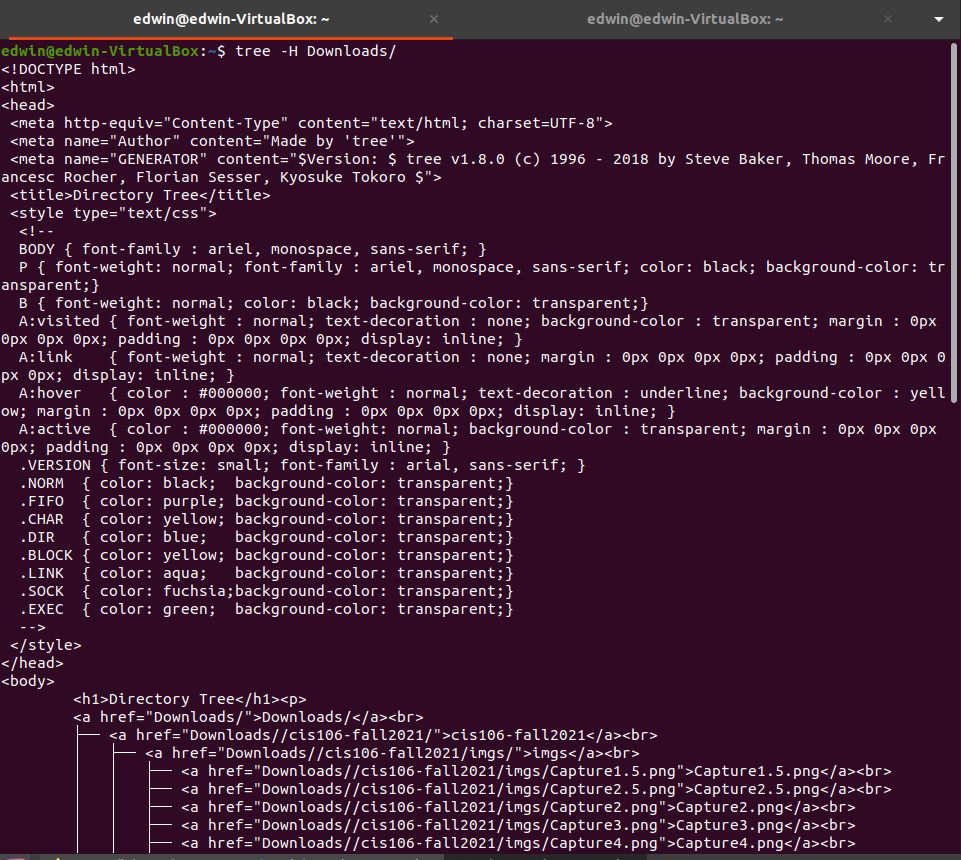 edwin@edwin-VirtualBox: ~ × edwin@edwin-VirtualBox: ~ ×
edwin@edwin-VirtualBox:~$ tree -H Downloads/
<!DOCTYPE html>
<html>
<head>
 <meta http-equiv="Content-Type" content="text/html; charset=UTF-8">
 <meta name="Author" content="Made by 'tree'">
 <meta name="GENERATOR" content="$Version: $ tree v1.8.0 (c) 1996 - 2018 by Steve Baker, Thomas Moore, Fr
ancesc Rocher, Florian Sesser, Kyosuke Tokoro $">
 <title>Directory Tree</title>
 <style type="text/css">
  <!--
  BODY { font-family : ariel, monospace, sans-serif; }
  P { font-weight: normal; font-family : ariel, monospace, sans-serif; color: black; background-color: tr
ansparent;}
  B { font-weight: normal; color: black; background-color: transparent;}
  A:visited { font-weight : normal; text-decoration : none; background-color : transparent; margin : 0px
0px 0px 0px; padding : 0px 0px 0px 0px; display: inline; }
  A:link    { font-weight : normal; text-decoration : none; margin : 0px 0px 0px 0px; padding : 0px 0px 0
px 0px; display: inline; }
  A:hover   { color : #000000; font-weight : normal; text-decoration : underline; background-color : yell
ow; margin : 0px 0px 0px 0px; padding : 0px 0px 0px 0px; display: inline; }
  A:active  { color : #000000; font-weight: normal; background-color : transparent; margin : 0px 0px 0px
0px; padding : 0px 0px 0px 0px; display: inline; }
  .VERSION { font-size: small; font-family : arial, sans-serif; }
  .NORM  { color: black;  background-color: transparent;}
  .FIFO  { color: purple; background-color: transparent;}
  .CHAR  { color: yellow; background-color: transparent;}
  .DIR   { color: blue;   background-color: transparent;}
  .BLOCK { color: yellow; background-color: transparent;}
  .LINK  { color: aqua;   background-color: transparent;}
  .SOCK  { color: fuchsia;background-color: transparent;}
  .EXEC  { color: green;  background-color: transparent;}
  -->
 </style>
</head>
<body>
	<h1>Directory Tree</h1><p>
	<a href="Downloads/">Downloads/</a><br>
	├── <a href="Downloads//cis106-fall2021/">cis106-fall2021</a><br>
	│   ├── <a href="Downloads//cis106-fall2021/imgs/">imgs</a><br>
	│   │   ├── <a href="Downloads//cis106-fall2021/imgs/Capture1.5.png">Capture1.5.png</a><br>
	│   │   ├── <a href="Downloads//cis106-fall2021/imgs/Capture2.5.png">Capture2.5.png</a><br>
	│   │   ├── <a href="Downloads//cis106-fall2021/imgs/Capture2.png">Capture2.png</a><br>
	│   │   ├── <a href="Downloads//cis106-fall2021/imgs/Capture3.png">Capture3.png</a><br>
	│   │   ├── <a href="Downloads//cis106-fall2021/imgs/Capture4.png">Capture4.png</a><br>